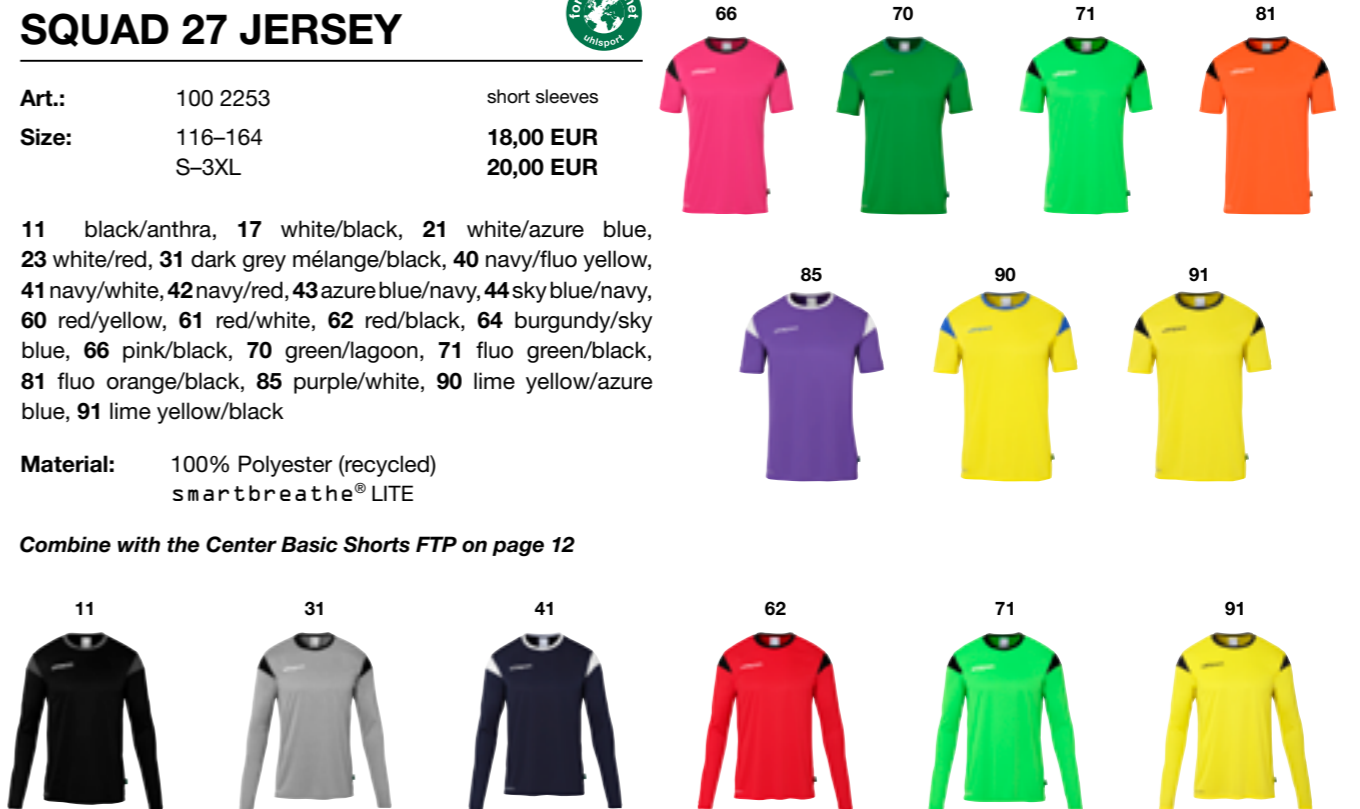 SQUAD 27 JERSEY
uhlsport
Art.: 100 2253 short sleeves
Size: 116–164 18,00 EUR
S–3XL 20,00 EUR
11 black/anthra, 17 white/black, 21 white/azure blue,
23 white/red, 31 dark grey mélange/black, 40 navy/fluo yellow,
41 navy/white, 42 navy/red, 43 azure blue/navy, 44 sky blue/navy,
60 red/yellow, 61 red/white, 62 red/black, 64 burgundy/sky
blue, 66 pink/black, 70 green/lagoon, 71 fluo green/black,
81 fluo orange/black, 85 purple/white, 90 lime yellow/azure
blue, 91 lime yellow/black
Material: 100% Polyester (recycled)
smartbreathe® LITE
Combine with the Center Basic Shorts FTP on page 12
66 70 71 81
85 90 91
11 31 41 62 71 91